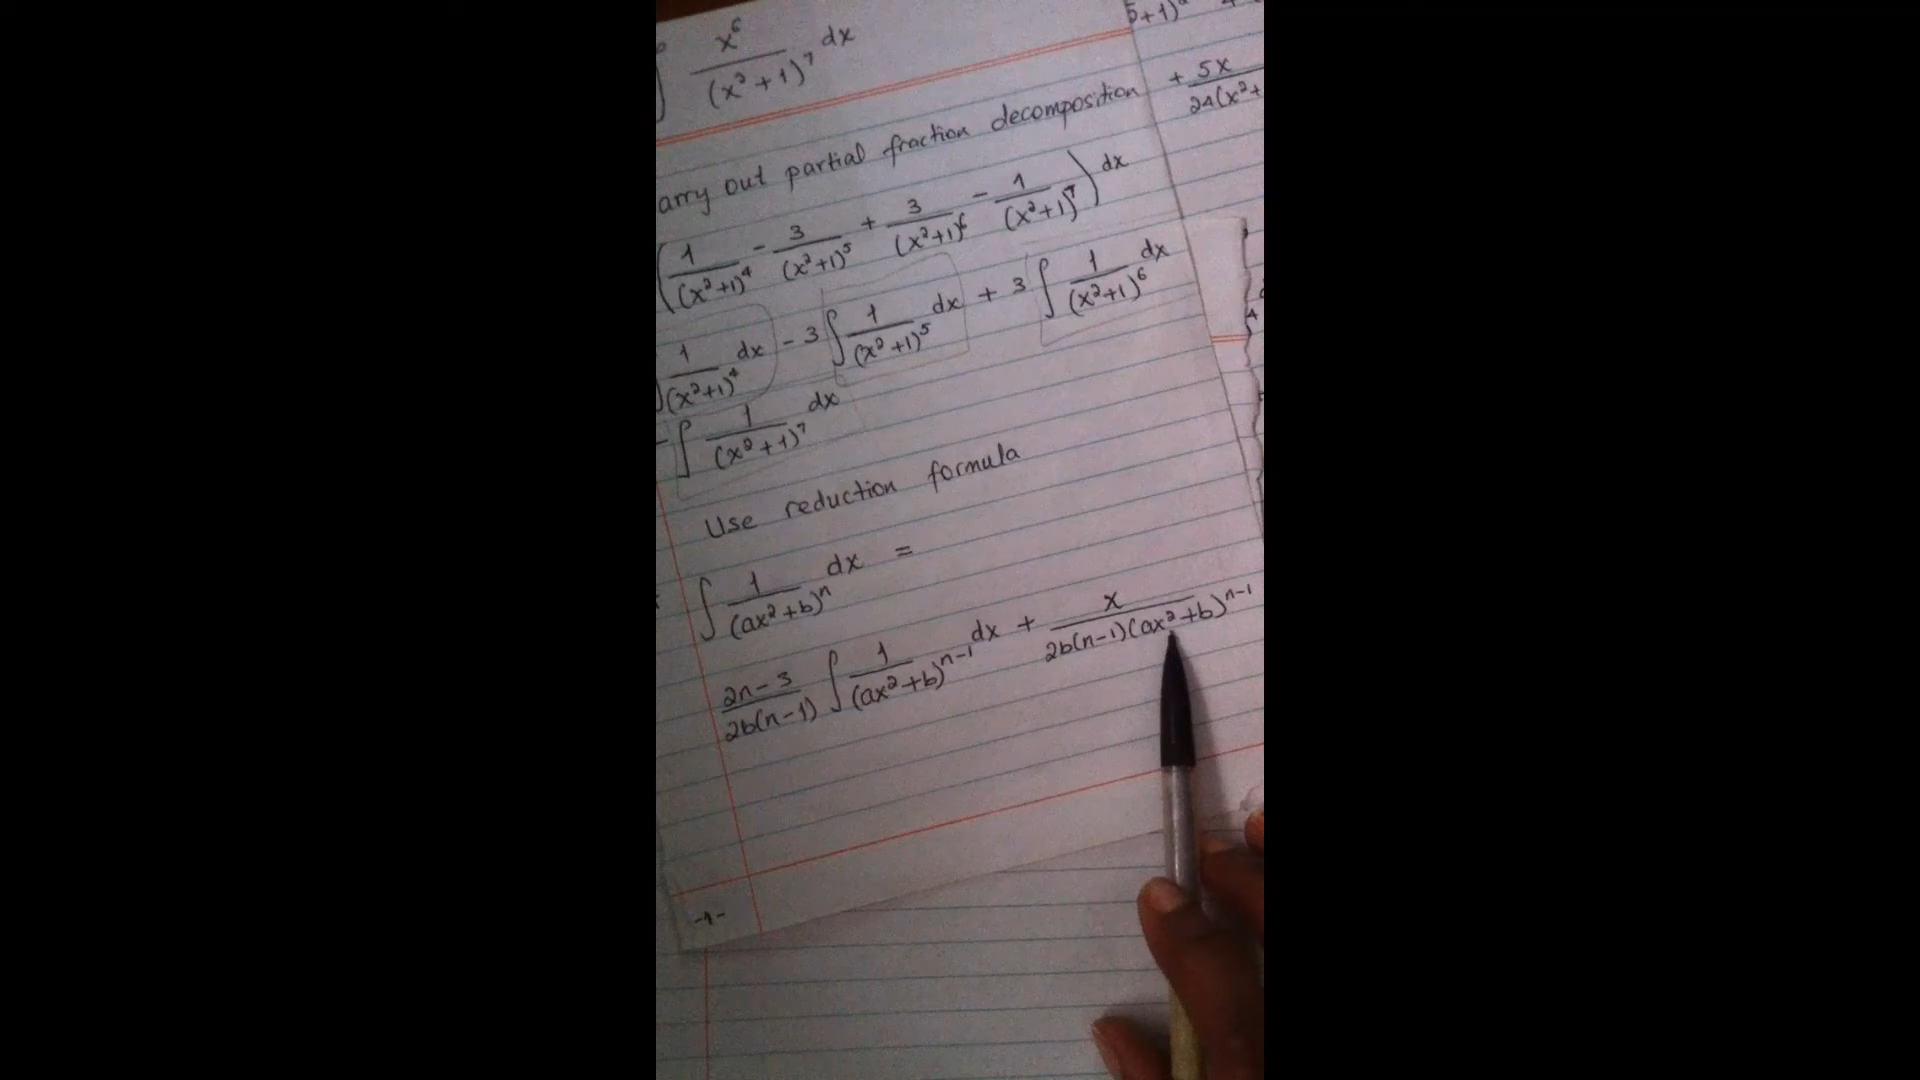 ∫ x⁶/(x²+1)⁷ dx
arry out partial fraction decomposition
(1/(x²+1)⁴ - 3/(x²+1)⁵ + 3/(x²+1)⁶ - 1/(x²+1)⁷) dx
∫ 1/(x²+1)⁴ dx - 3 ∫ 1/(x²+1)⁵ dx + 3 ∫ 1/(x²+1)⁶ dx
- ∫ 1/(x²+1)⁷ dx
Use reduction formula
∫ 1/(ax²+b)ⁿ dx =
2n-3/2b(n-1) ∫ 1/(ax²+b)ⁿ⁻¹ dx + x/2b(n-1)(ax²+b)ⁿ⁻¹
-1-
+ 5x/24(x²+